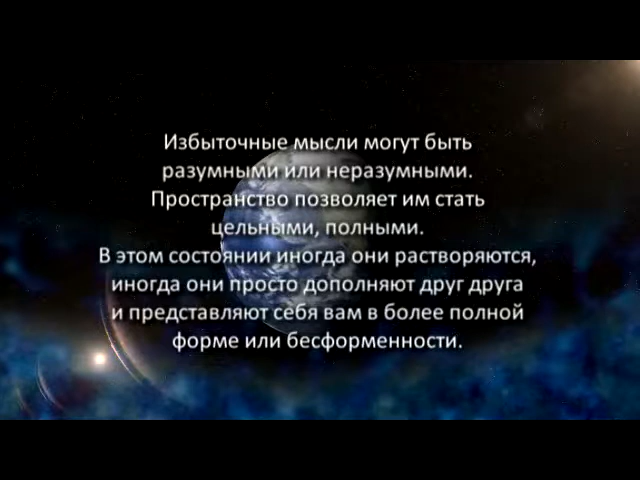 Избыточные мысли могут быть
разумными или неразумными.
Пространство позволяет им стать
цельными, полными.
В этом состоянии иногда они растворяются,
иногда они просто дополняют друг друга
и представляют себя вам в более полной
форме или бесформенности.